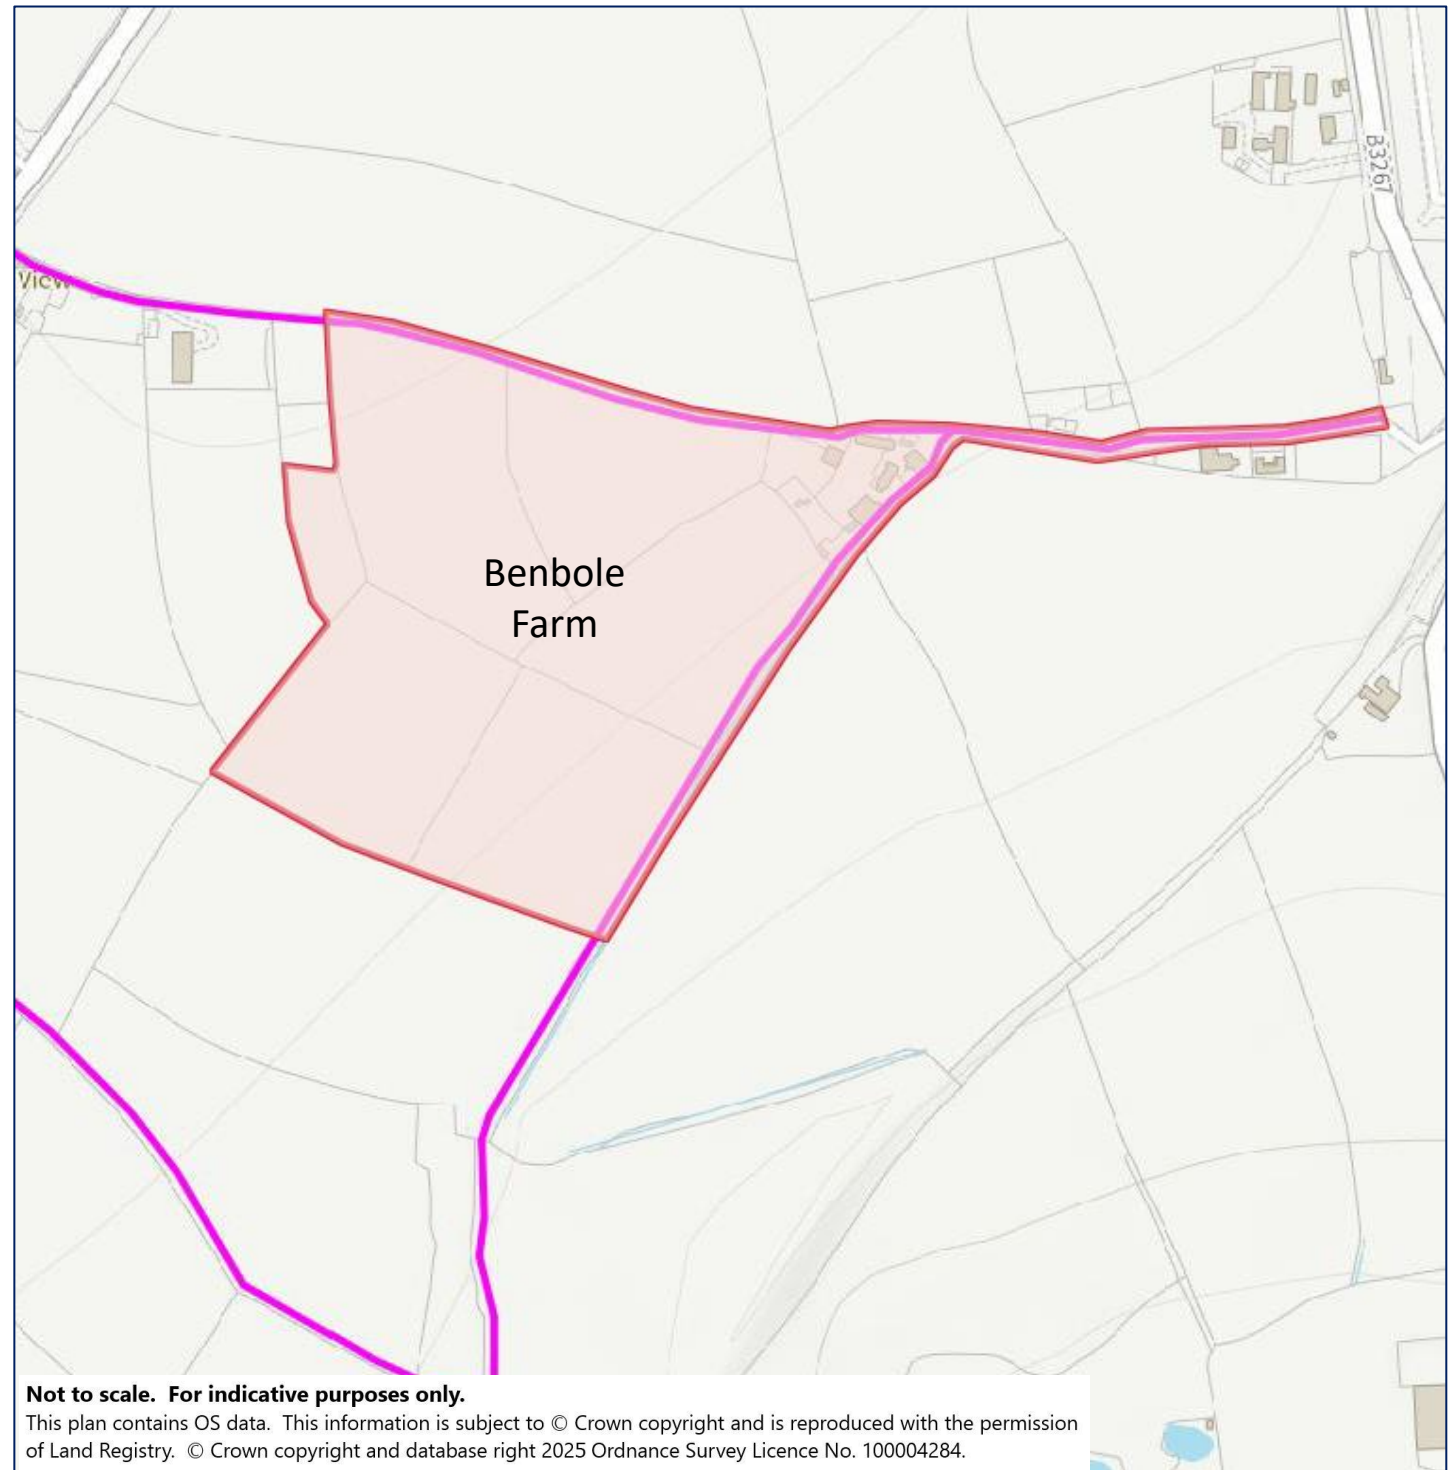 B3267
View
Benbole
Farm
Not to scale. For indicative purposes only.
This plan contains OS data. This information is subject to © Crown copyright and is reproduced with the permission
of Land Registry. © Crown copyright and database right 2025 Ordnance Survey Licence No. 100004284.